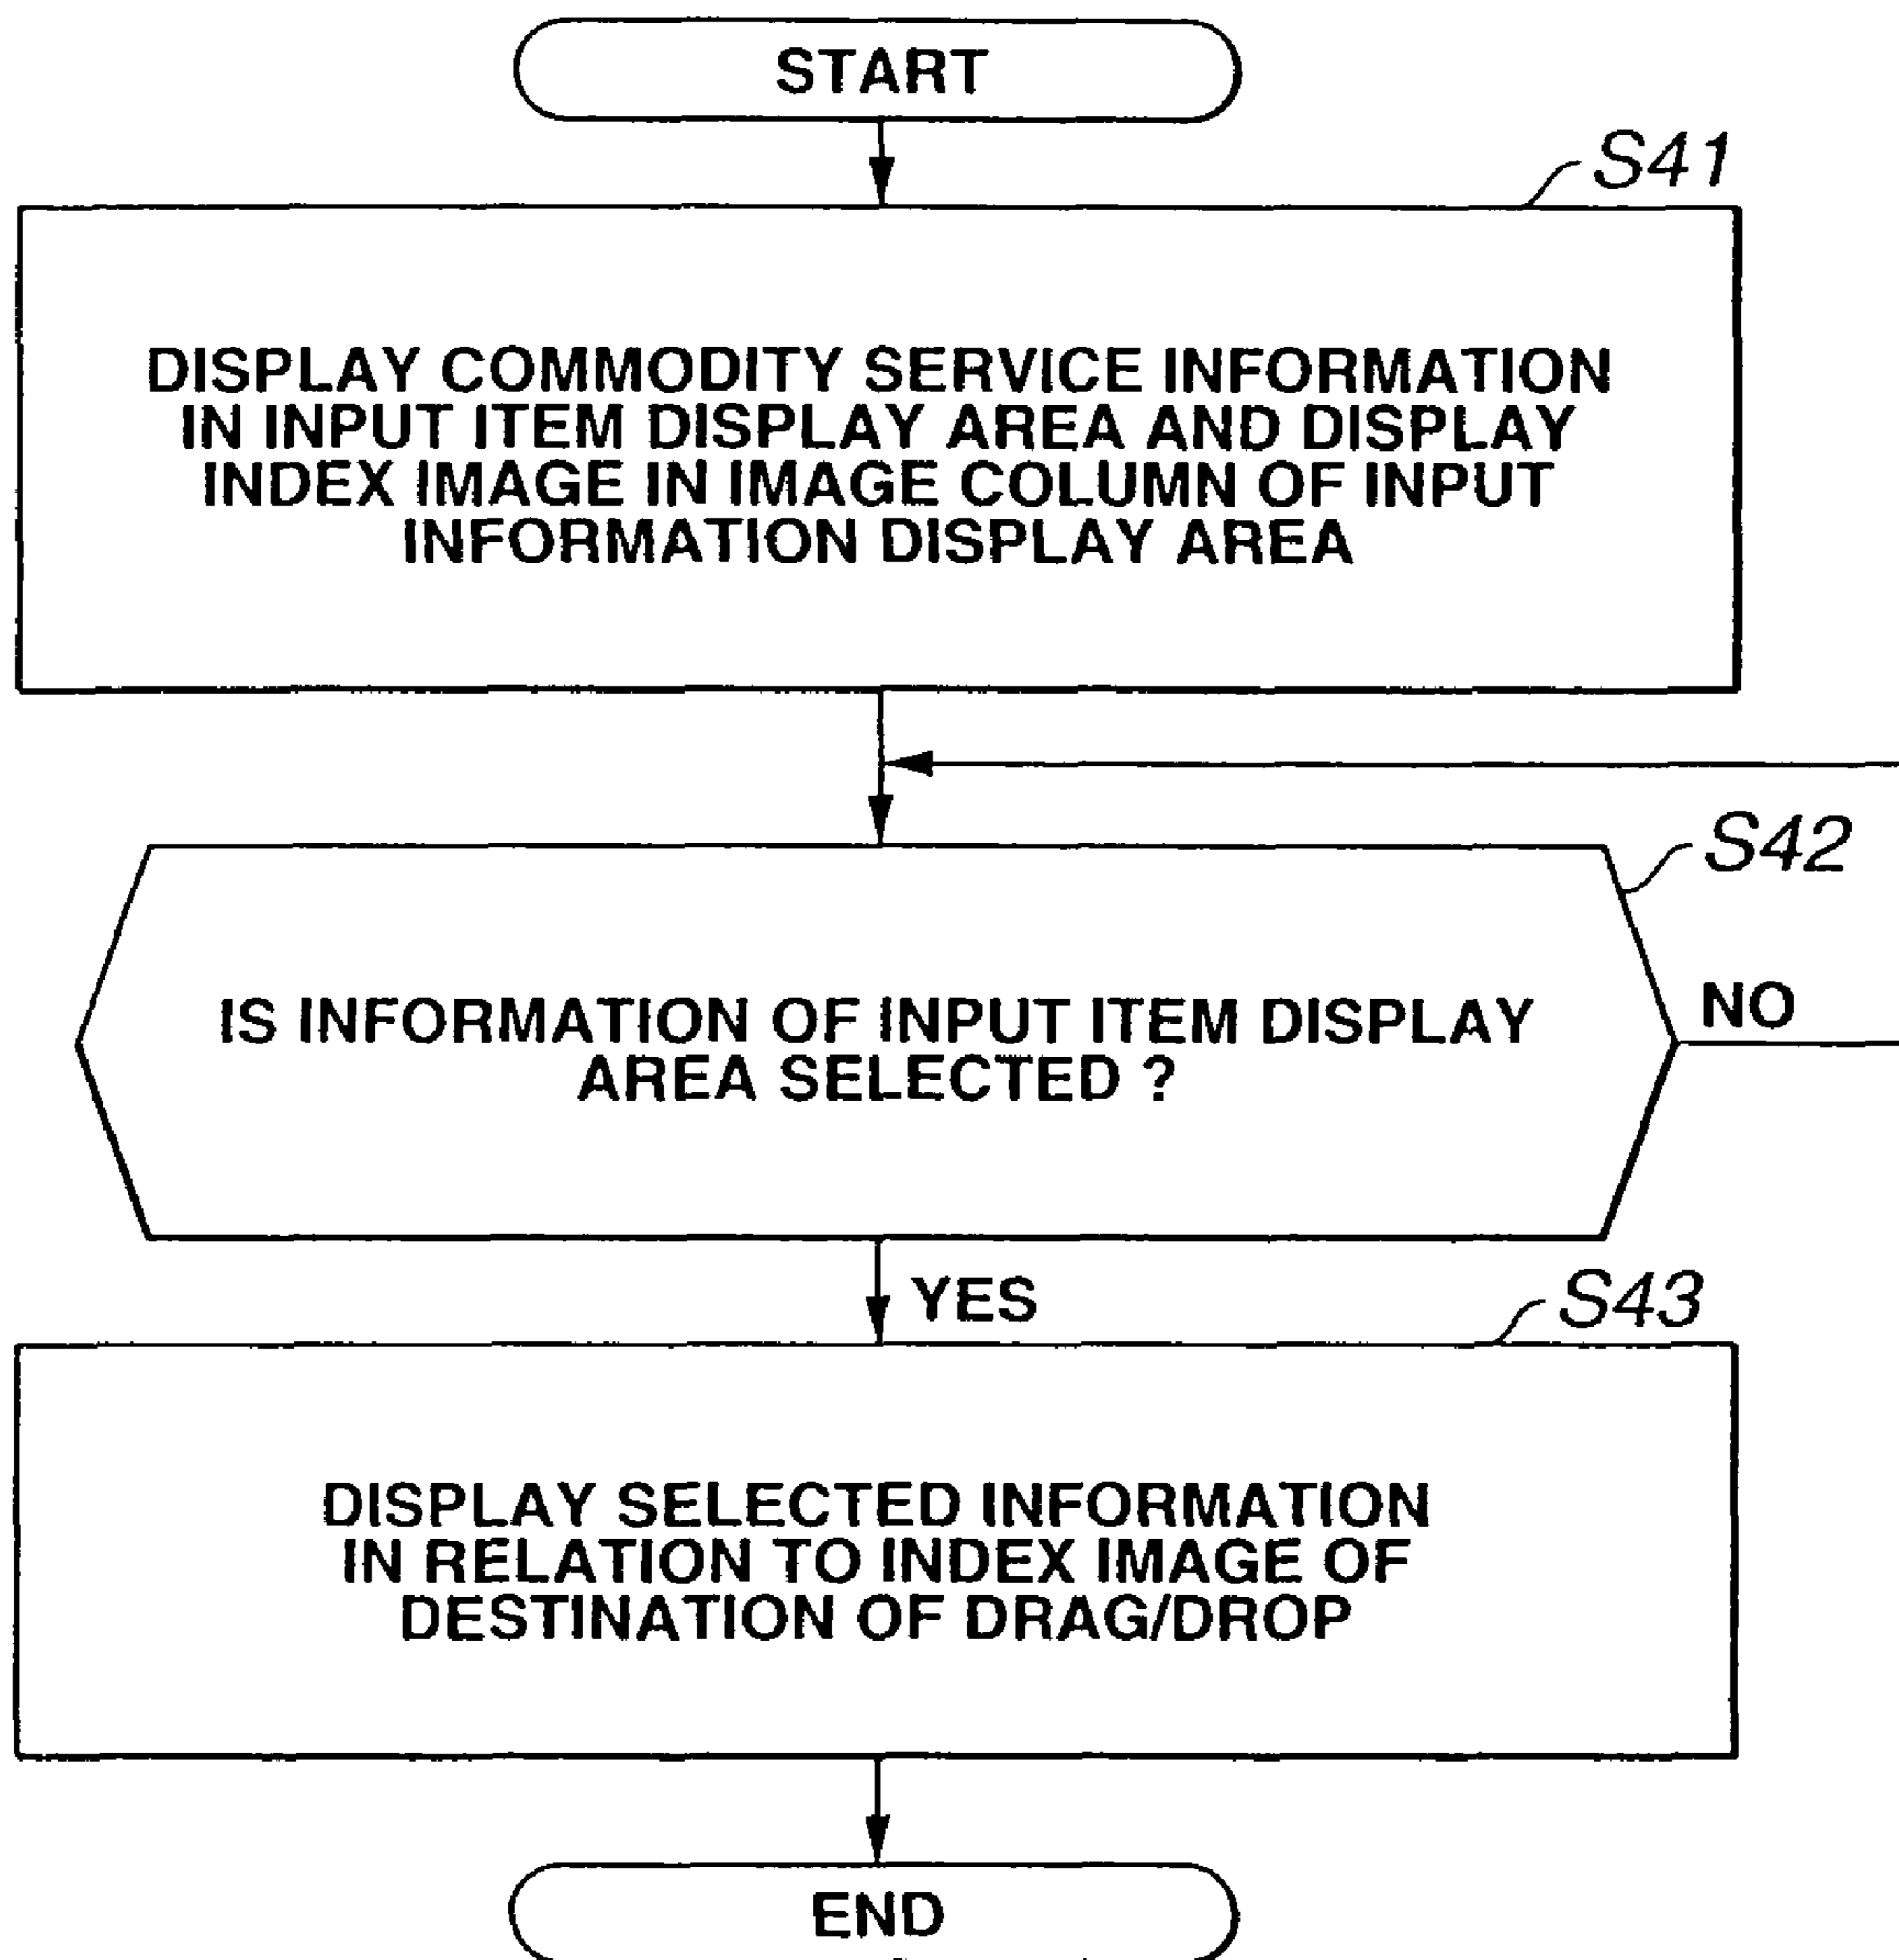 START
S41
DISPLAY COMMODITY SERVICE INFORMATION
IN INPUT ITEM DISPLAY AREA AND DISPLAY
INDEX IMAGE IN IMAGE COLUMN OF INPUT
INFORMATION DISPLAY AREA
S42
IS INFORMATION OF INPUT ITEM DISPLAY
AREA SELECTED ?
NO
YES
S43
DISPLAY SELECTED INFORMATION
IN RELATION TO INDEX IMAGE OF
DESTINATION OF DRAG/DROP
END